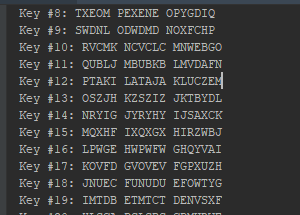 Key #8: TXEOM PEXENE OPYGDIQ
Key #9: SWDNL ODWDMD NOXFCHP
Key #10: RVCMK NCVCLC MNWEBGO
Key #11: QUBLJ MBUBKB LMVDAFN
Key #12: PTAKI LATAJA KLUCZEM
Key #13: OSZJH KZSZIZ JKTBYDL
Key #14: NRYIG JYRYHY IJSAXCK
Key #15: MQXHF IXQXGX HIRZWBJ
Key #16: LPWGE HWPWFW GHQYVAI
Key #17: KOVFD GVOVEV FGPXUZH
Key #18: JNUEC FUNUDU EFOWTYG
Key #19: IMTDB ETMTCT DENVSXF